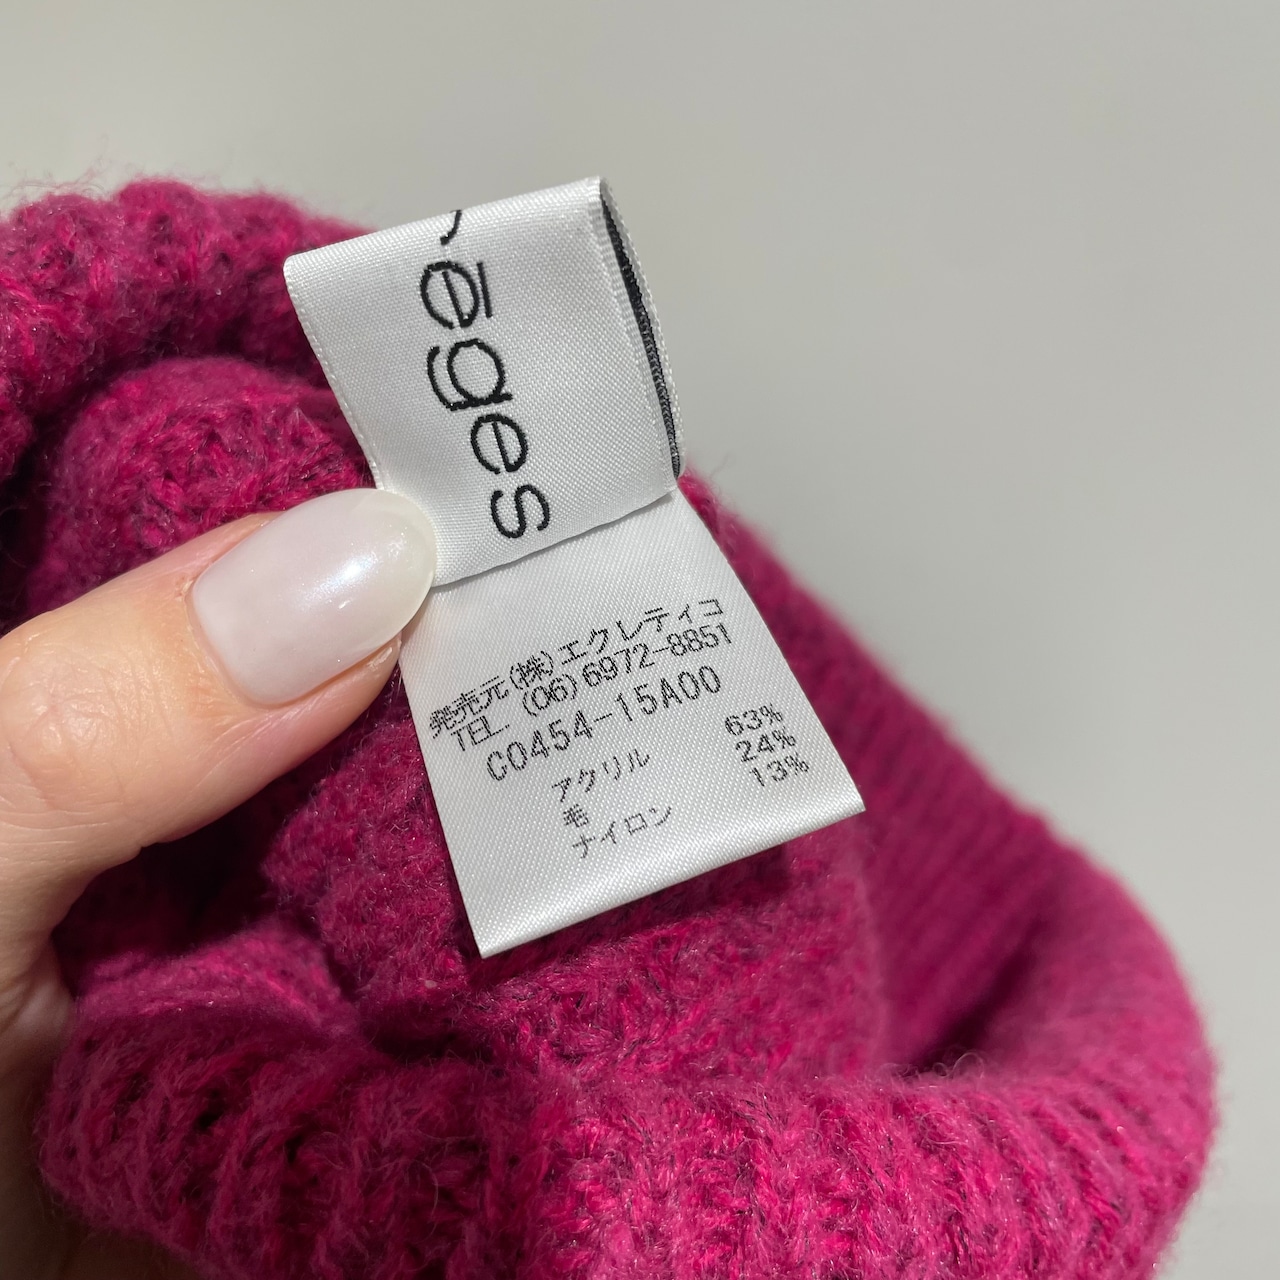 rēges
発売元(株)エクレティコ
TEL (06)6972-8851
C0454-15A00
アクリル 63%
毛 24%
ナイロン 13%